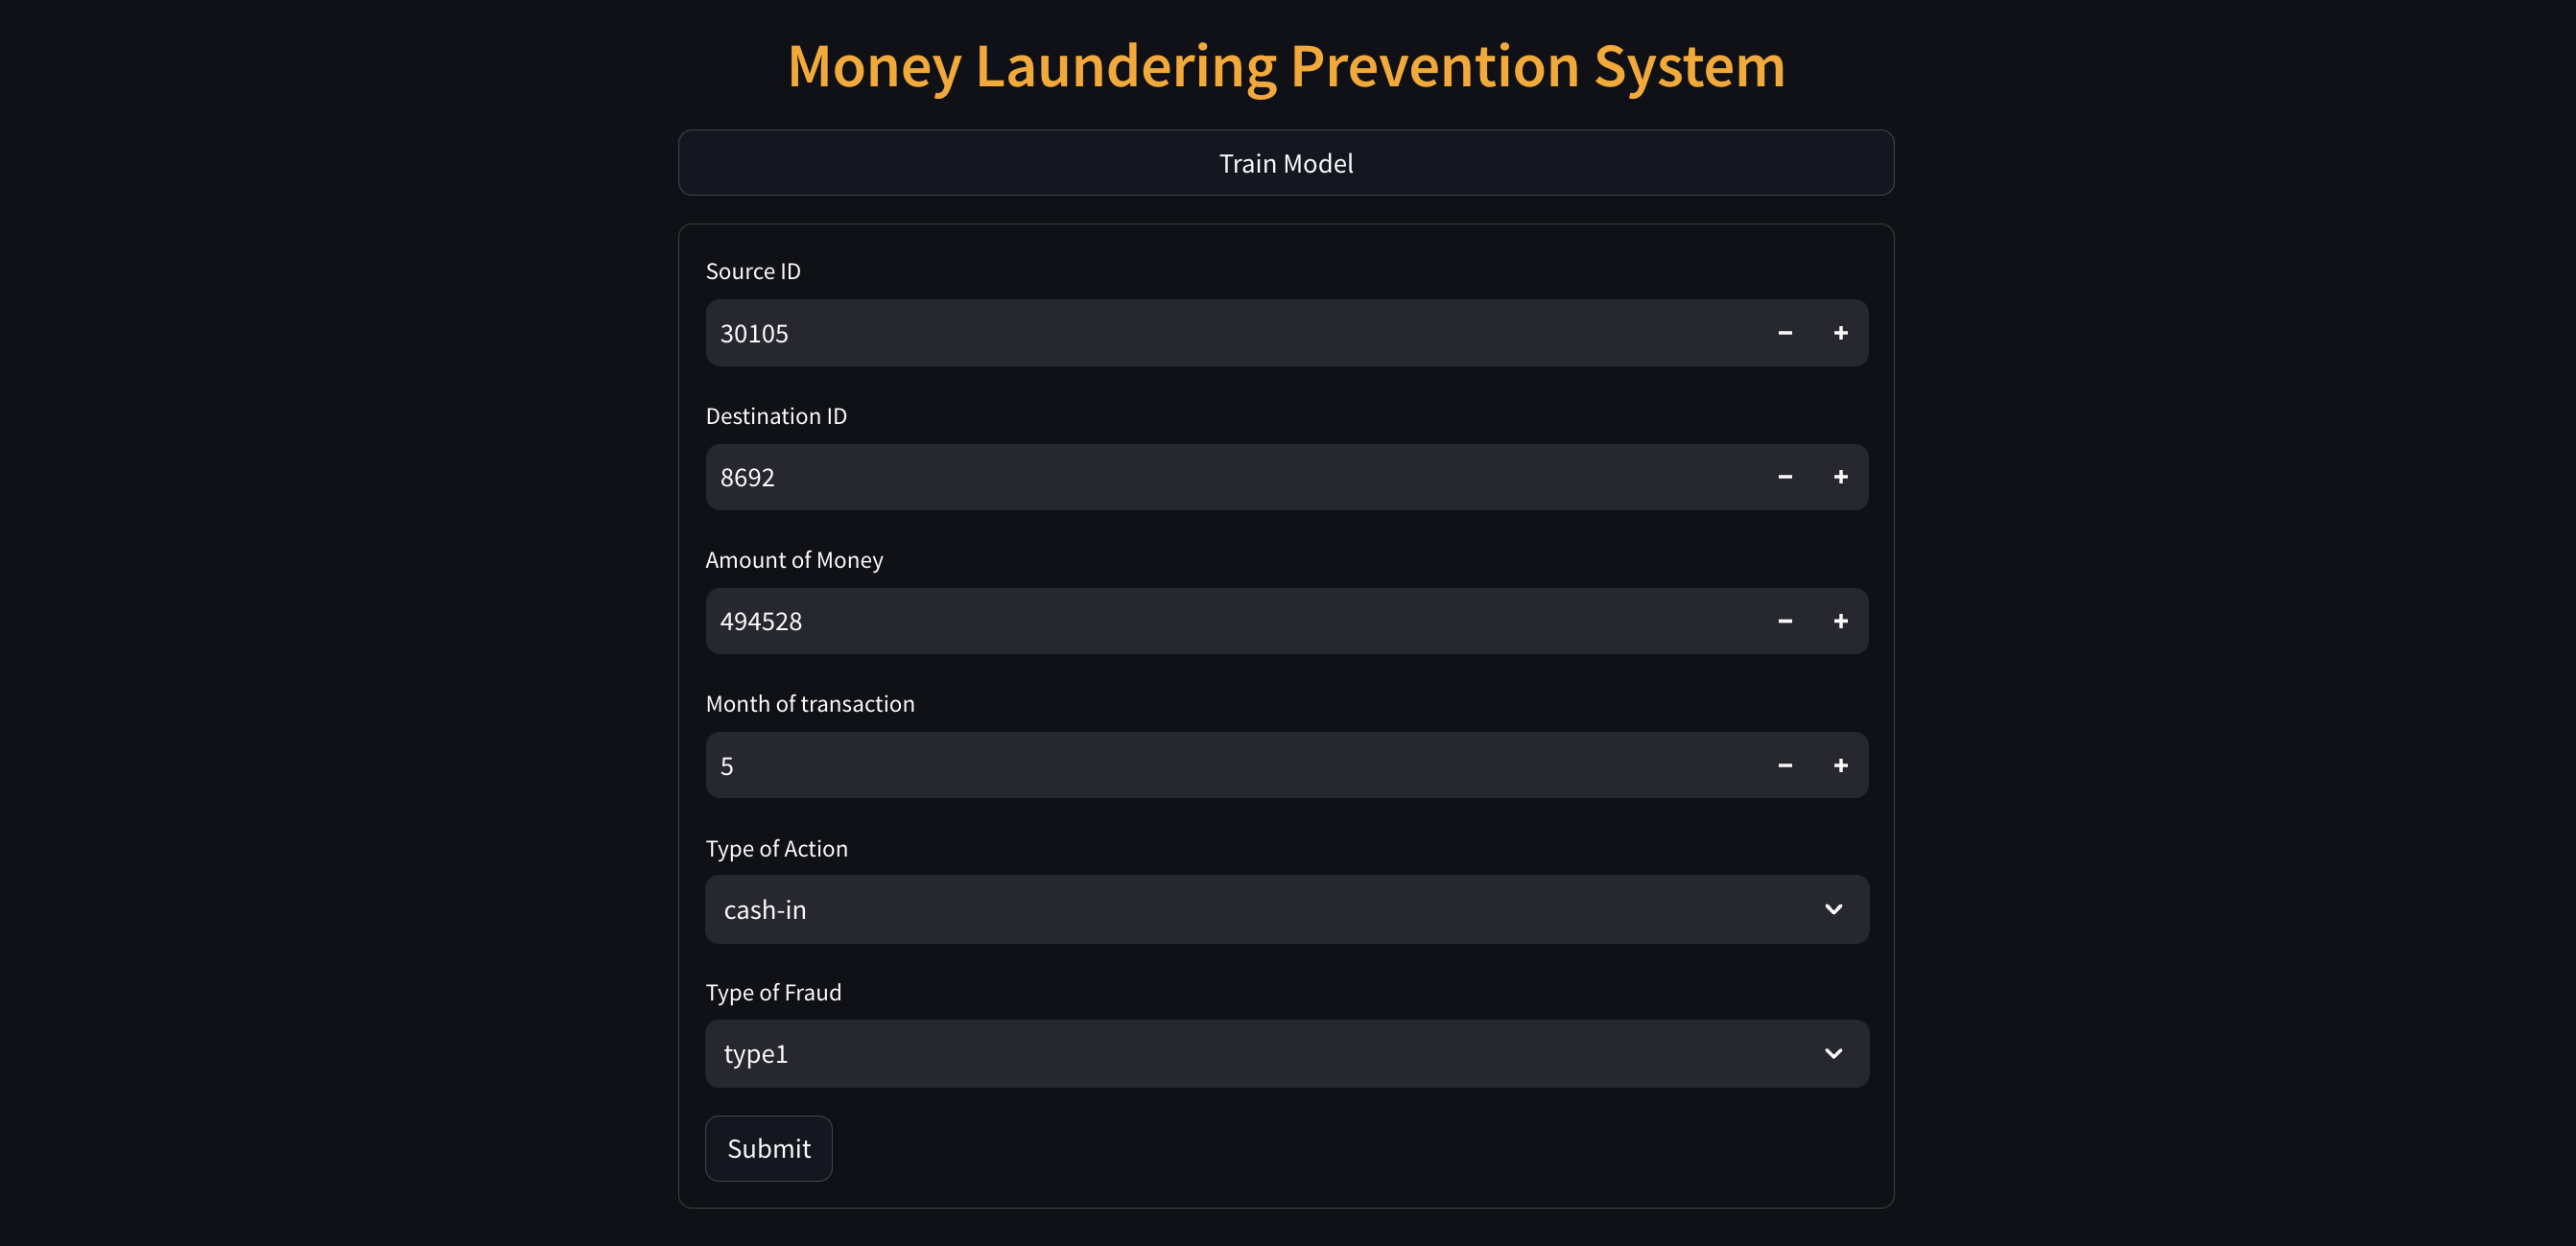 Money Laundering Prevention System
Train Model
Source ID
30105
Destination ID
8692
Amount of Money
494528
Month of transaction
5
Type of Action
cash-in
Type of Fraud
type1
Submit